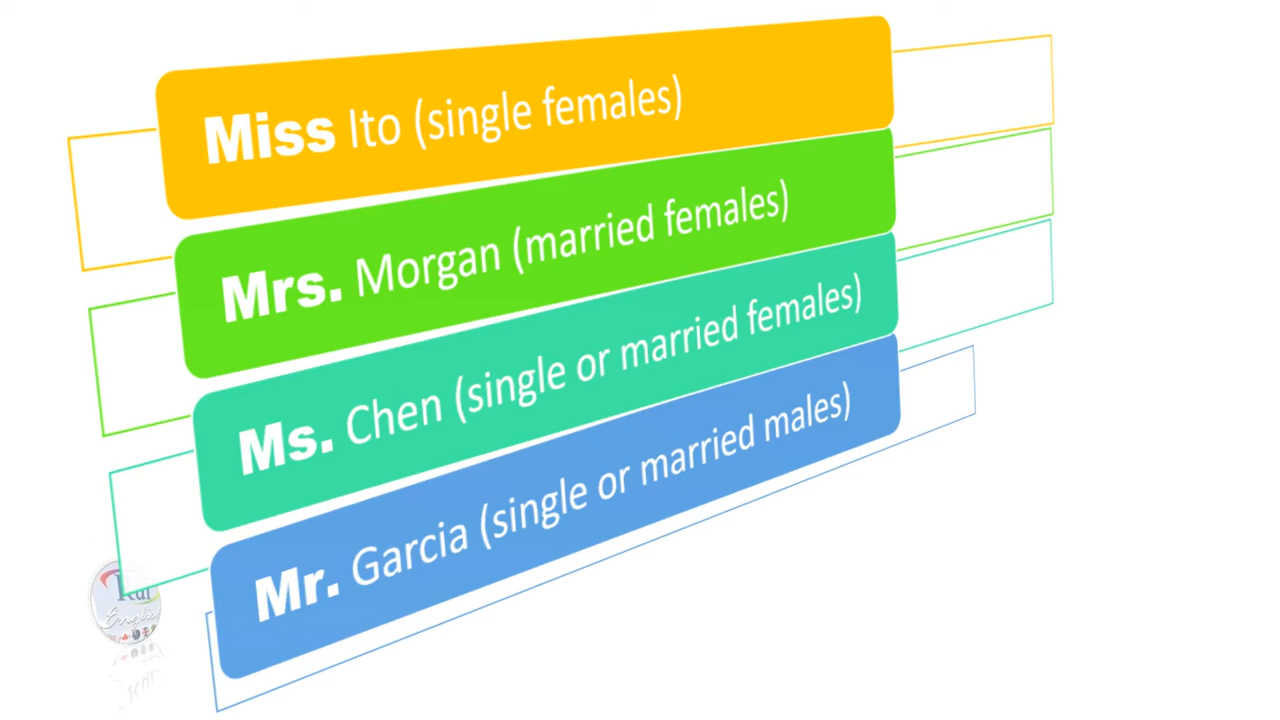 Miss Ito (single females)
Mrs. Morgan (married females)
Ms. Chen (single or married females)
Mr. Garcia (single or married males)
English